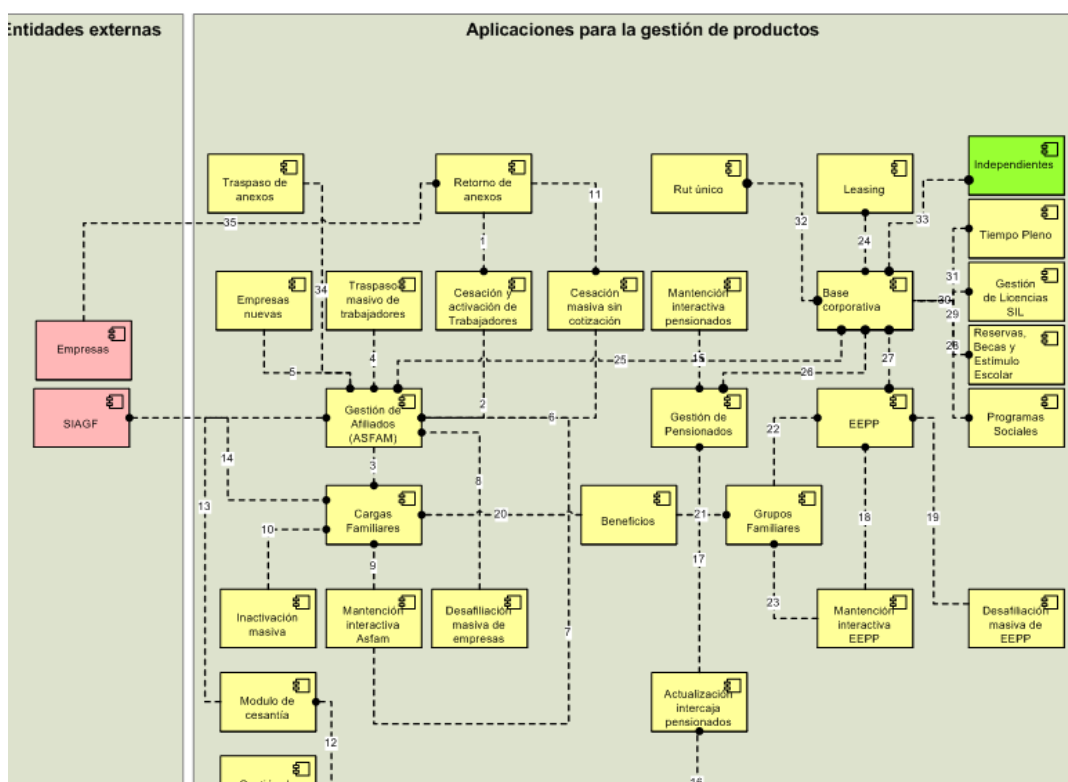 Entidades externas
Aplicaciones para la gestión de productos
Independientes
Traspaso de
anexos
Retorno de
anexos
11
Rut único
Leasing
32
33
35
1
24
Tiempo Pleno
34
Empresas
nuevas
Traspaso
masivo de
trabajadores
Cesación y
activación de
Trabajadores
Cesación
masiva sin
cotización
Mantención
interactiva
pensionados
Base
corporativa
31
30
29
28
Gestión
de Licencias
SIL
Empresas
5
4
25
15
26
27
Reservas,
Becas y
Estímulo
Escolar
SIAGF
Gestión de
Afiliados
(ASFAM)
2
6
Gestión de
Pensionados
EEPP
Programas
Sociales
14
3
8
22
13
Cargas
Familiares
20
Beneficios
21
Grupos
Familiares
18
19
10
9
17
Inactivación
masiva
Mantención
interactiva
Asfam
Desafiliación
masiva de
empresas
7
23
Mantención
interactiva
EEPP
Desafiliación
masiva de
EEPP
Modulo de
cesantía
12
Actualización
intercaja
pensionados